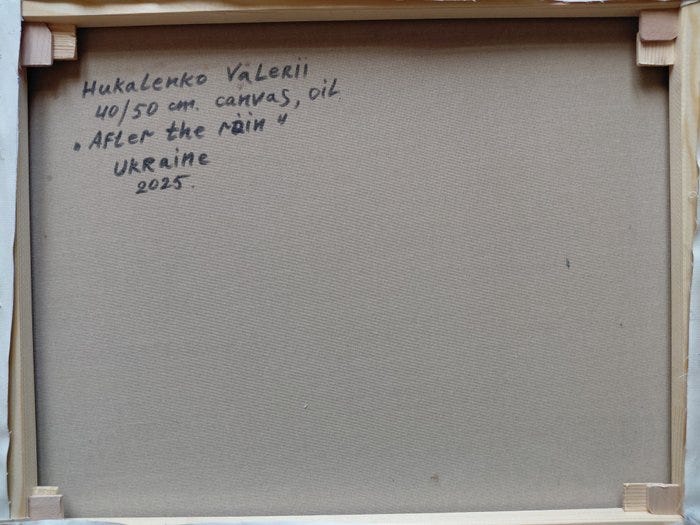 Hukalenko Valerii
40/50 cm. canvas, oil
„After the rain"
Ukraine
2025.